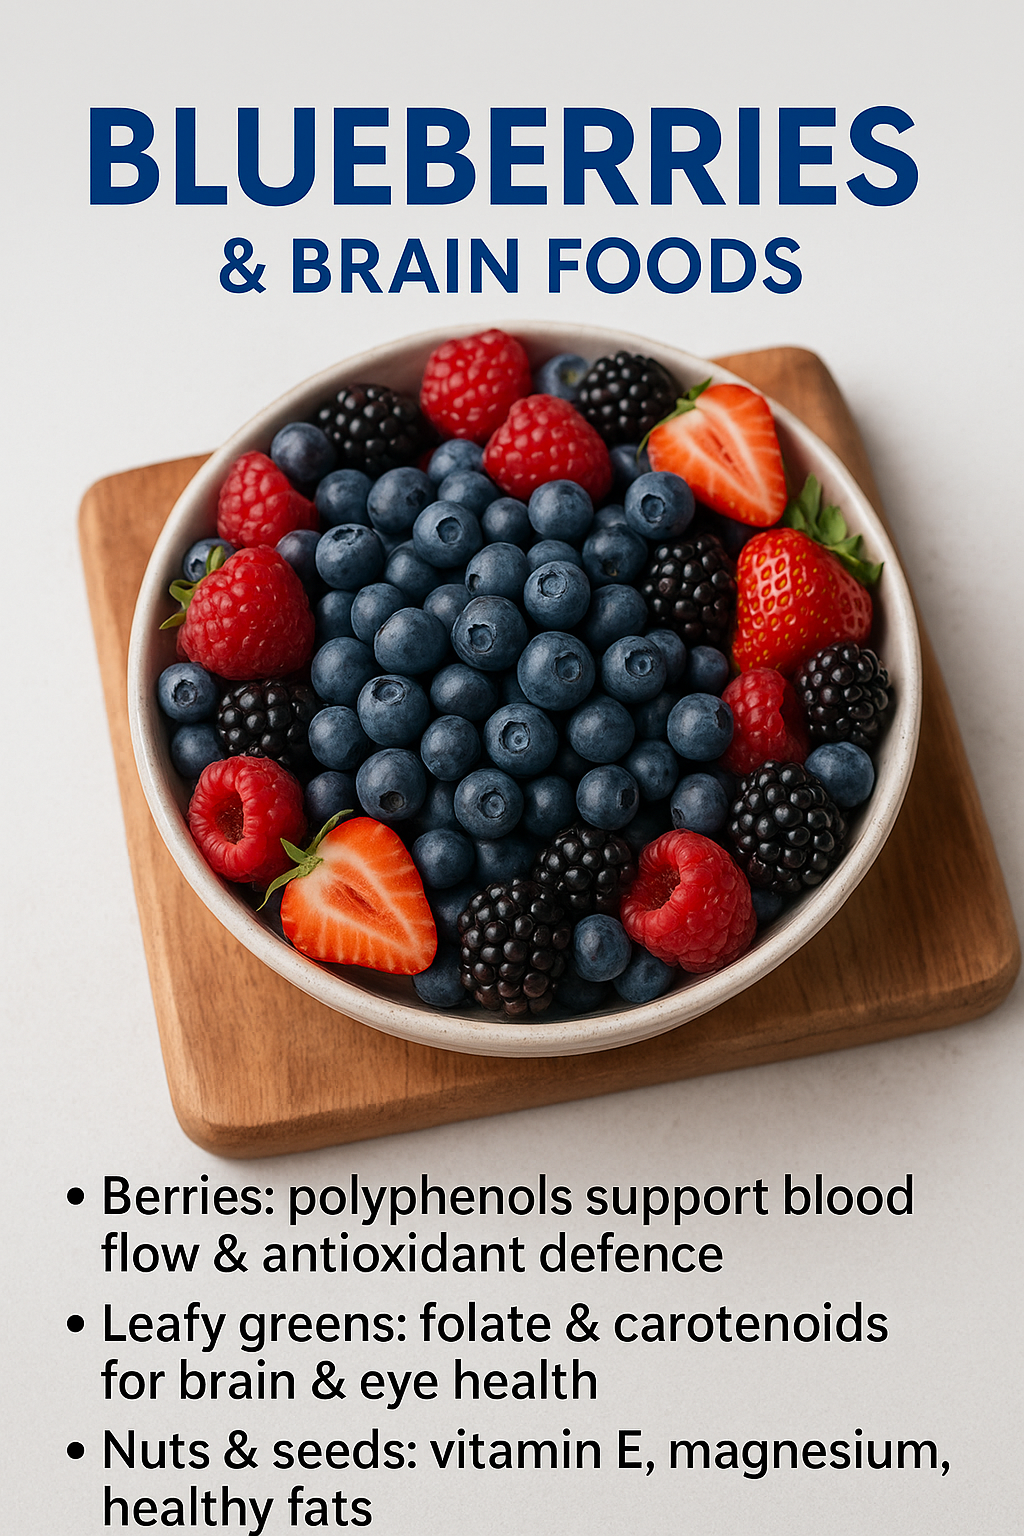 BLUEBERRIES
& BRAIN FOODS
• Berries: polyphenols support blood
flow & antioxidant defence
• Leafy greens: folate & carotenoids
for brain & eye health
• Nuts & seeds: vitamin E, magnesium,
healthy fats